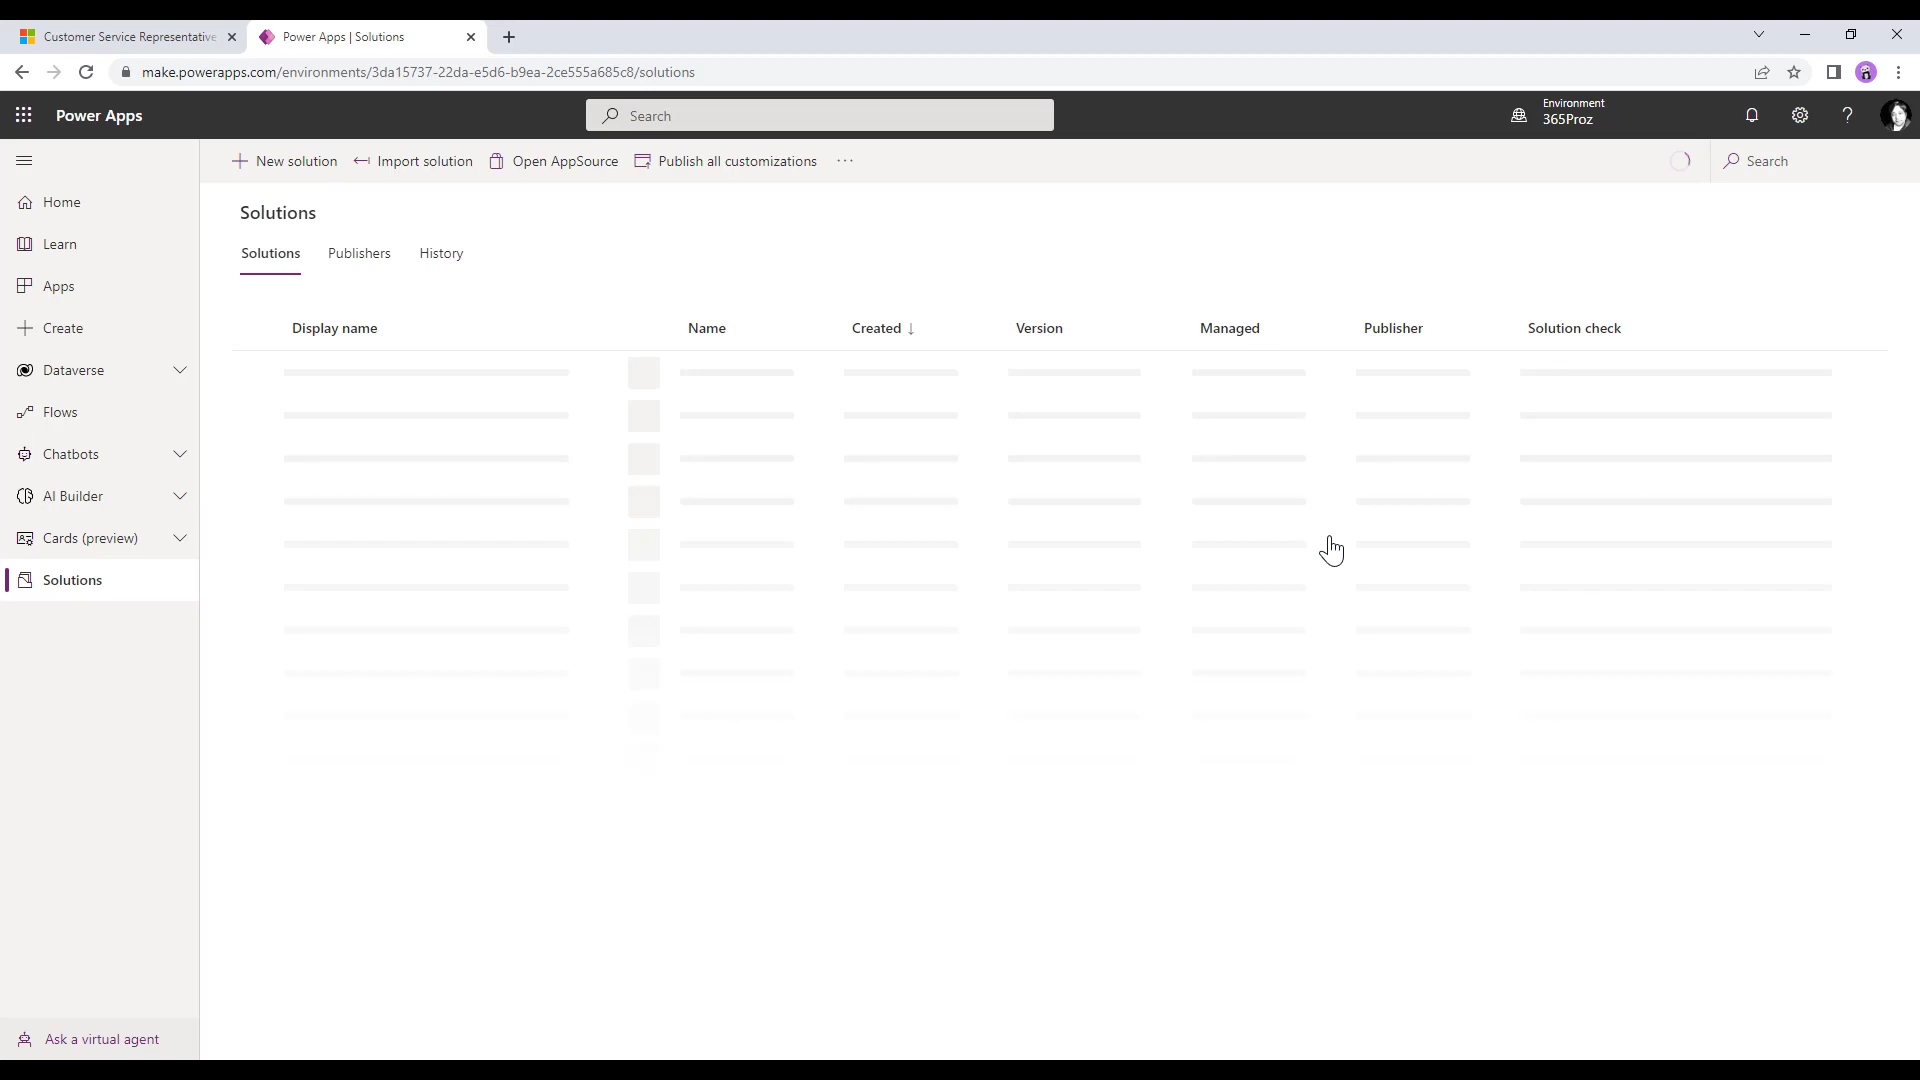 Customer Service Representative
Power Apps | Solutions
make.powerapps.com/environments/3da15737-22da-e5d6-b9ea-2ce555a685c8/solutions
Power Apps
Search
Environment
365Proz
New solution
Import solution
Open AppSource
Publish all customizations
Search
Home
Learn
Apps
Create
Dataverse
Flows
Chatbots
AI Builder
Cards (preview)
Solutions
Ask a virtual agent
Solutions
Solutions Publishers History
Display name Name Created Version Managed Publisher Solution check